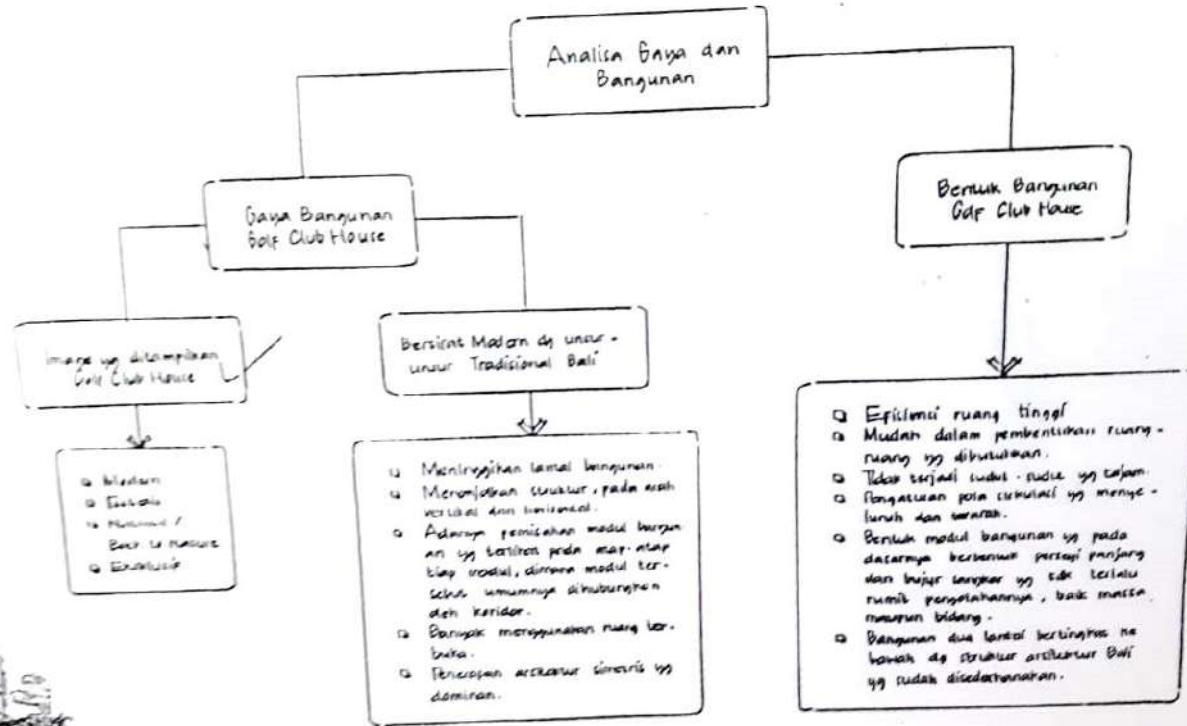 Analisa Gaya dan
Bangunan
Gaya Bangunan
Golf Club House
Bentuk Bangunan
Golf Club House
Image yg ditampilkan
Golf Club House
Bersifat Modern dg unsur-
unsur Tradisional Bali
Modern
Natural /
Back to Nature
Eksklusif
Meninggikan lantai bangunan.
Menonjolkan struktur, pada arah
vertikal dan horisontal.
Adanya pemisahan modul bangun
an yg terlihat pada atap-atap
tiap modul, dimana modul ter-
sebut umumnya dihubungkan
oleh koridor.
Banyak menggunakan ruang ter-
buka.
Penerapan arsitektur simetris yg
dominan.
Efisiensi ruang tinggi
Mudah dalam pembentukan ruang-
ruang yg dibutuhkan.
Tidak terjadi sudut-sudut yg tajam.
Pengaturan pola sirkulasi yg menye-
luruh dan terarah.
Bentuk modul bangunan yg pada
dasarnya berbentuk persegi panjang
dan bujur sangkar yg tdk terlalu
rumit pengolahannya, baik massa
maupun bidang.
Bangunan dua lantai bertingkat ke
bawah dg struktur arsitektur Bali
yg sudah disederhanakan.